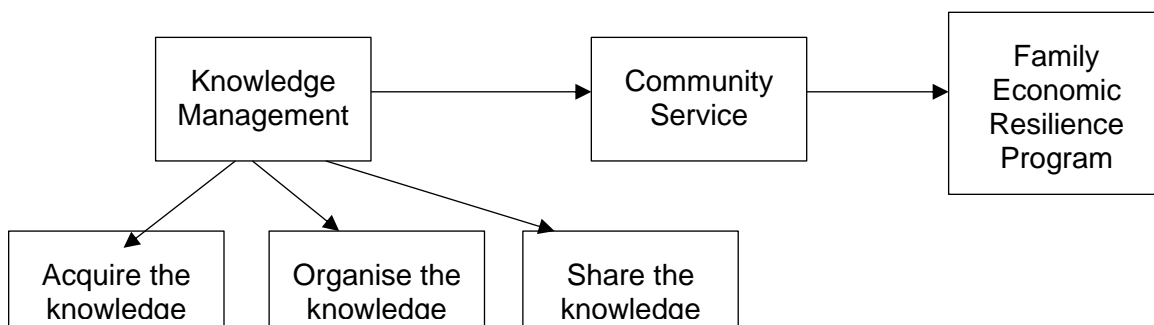 Knowledge
Management
Community
Service
Family
Economic
Resilience
Program
Acquire the
knowledge
Organise the
knowledge
Share the
knowledge